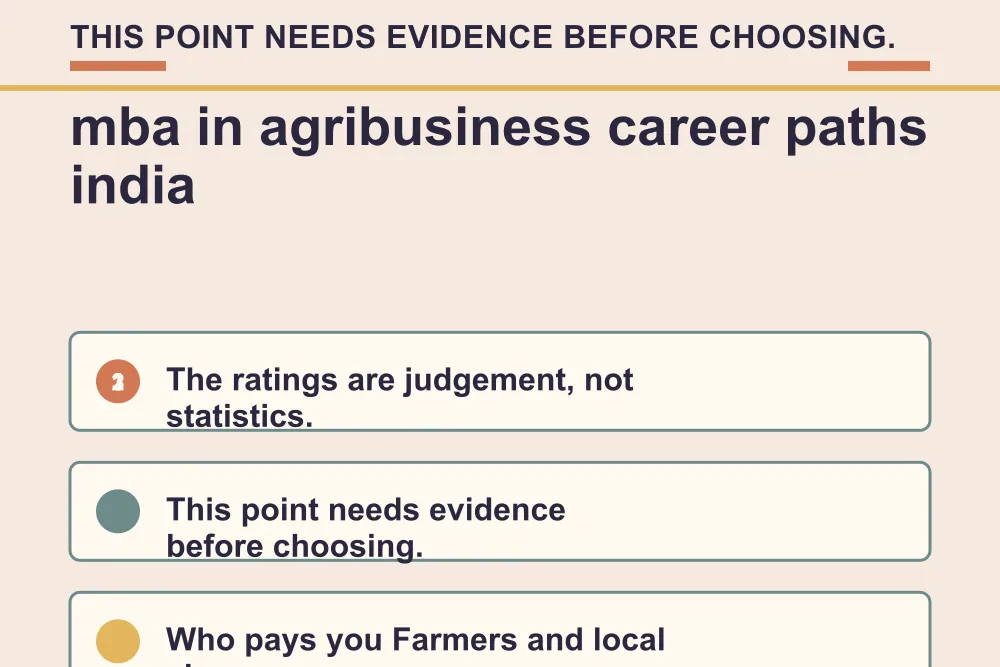 THIS POINT NEEDS EVIDENCE BEFORE CHOOSING.
mba in agribusiness career paths
india
The ratings are judgement, not
statistics.
This point needs evidence
before choosing.
Who pays you Farmers and local